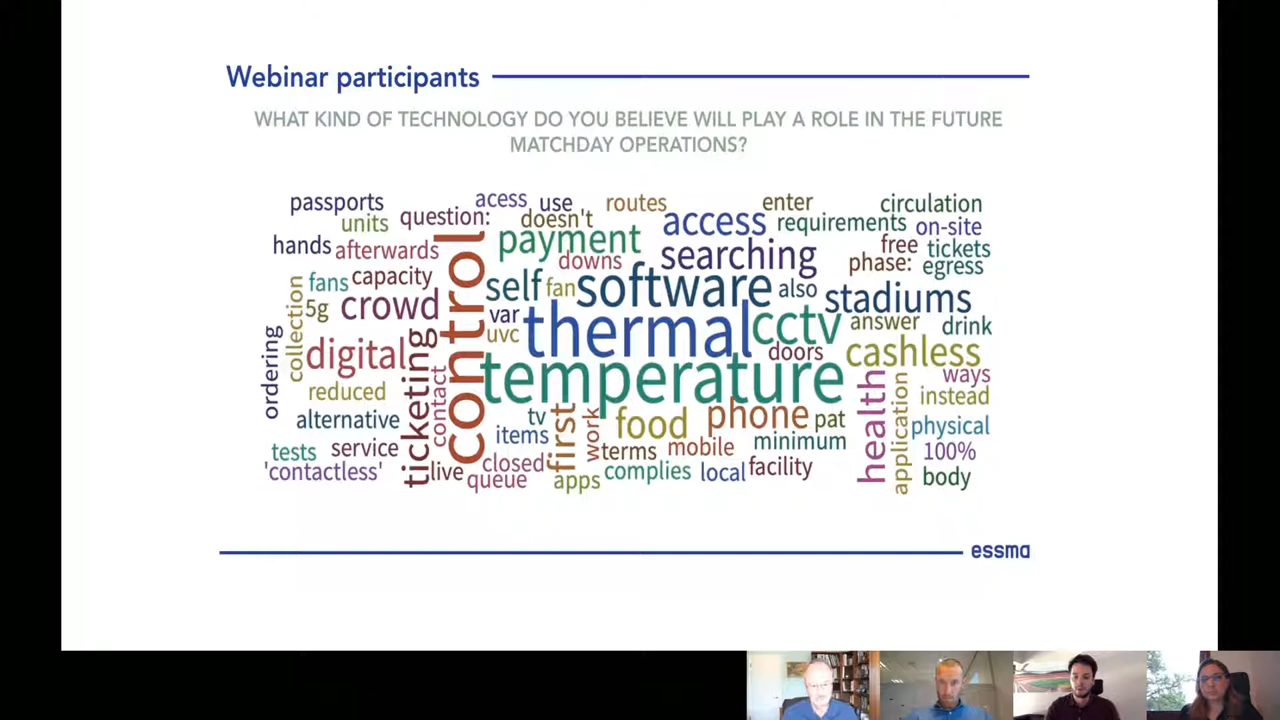 Webinar participants
WHAT KIND OF TECHNOLOGY DO YOU BELIEVE WILL PLAY A ROLE IN THE FUTURE
MATCHDAY OPERATIONS?
passports acess use routes enter circulation
units question: doesn't access requirements on-site
hands afterwards payment downs searching free tickets
phase: egress
fans capacity self fan software also stadiums
collection 5g crowd control var thermal cctv answer drink
uvc doors cashless
ordering digital ticketing contact temperature ways
reduced health application instead
alternative tv items first work food phone pat physical
tests service terms mobile minimum 100%
'contactless' live closed complies local facility body
queue apps
essma